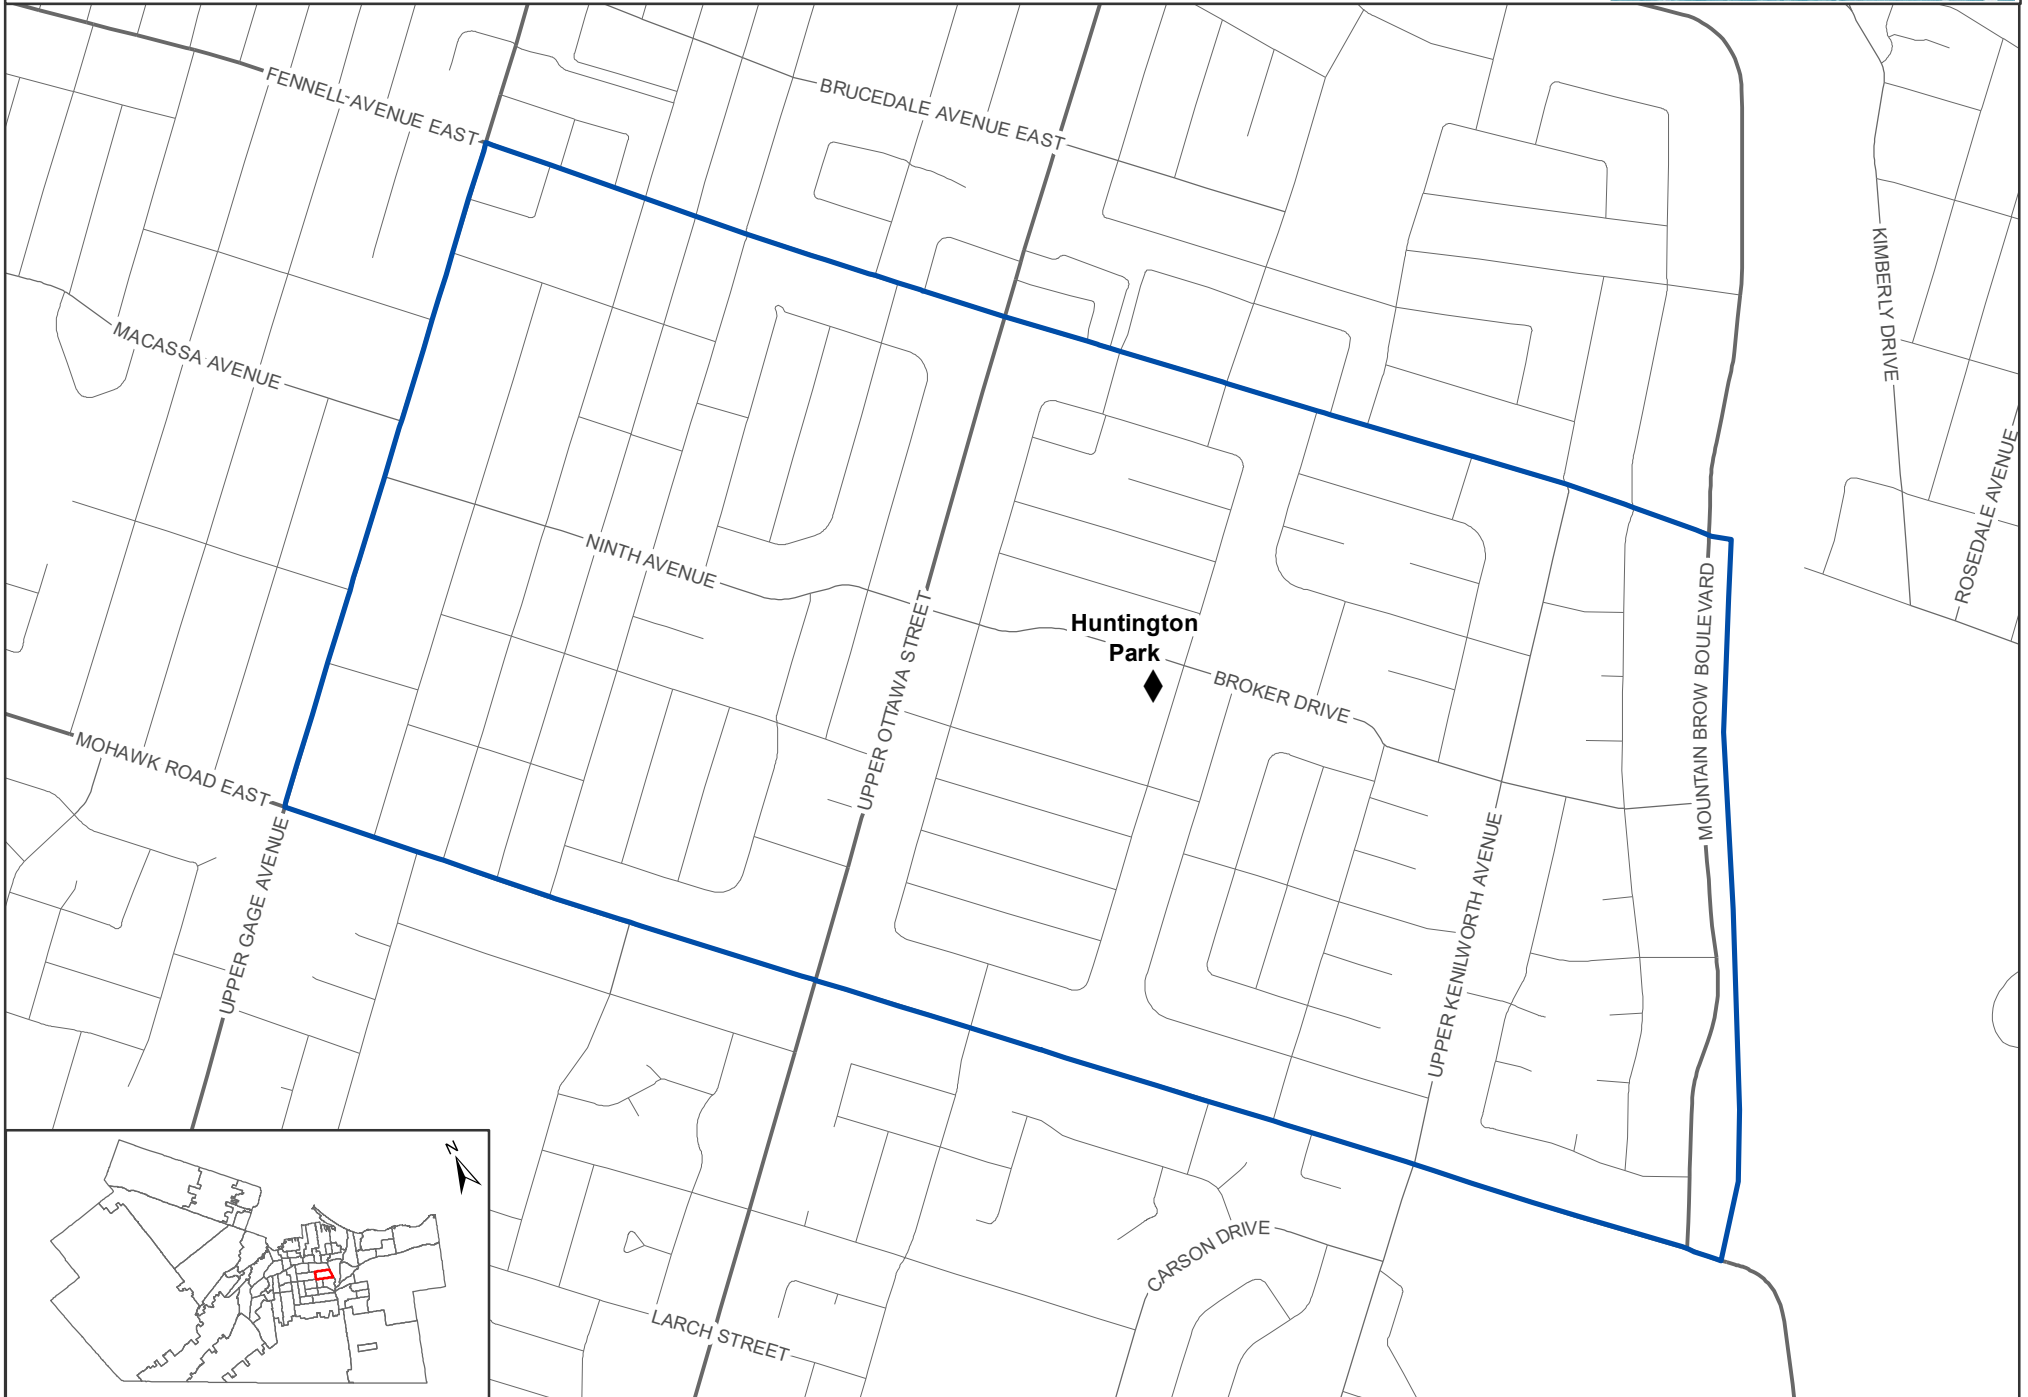 FENNELL AVENUE EAST
BRUCEDALE AVENUE EAST
KIMBERLY DRIVE
MACASSA AVENUE
ROSEDALE AVENUE
NINTH AVENUE
MOUNTAIN BROW BOULEVARD
UPPER OTTAWA STREET
Huntington
Park
BROKER DRIVE
MOHAWK ROAD EAST
UPPER GAGE AVENUE
UPPER KENILWORTH AVENUE
N
CARSON DRIVE
LARCH STREET